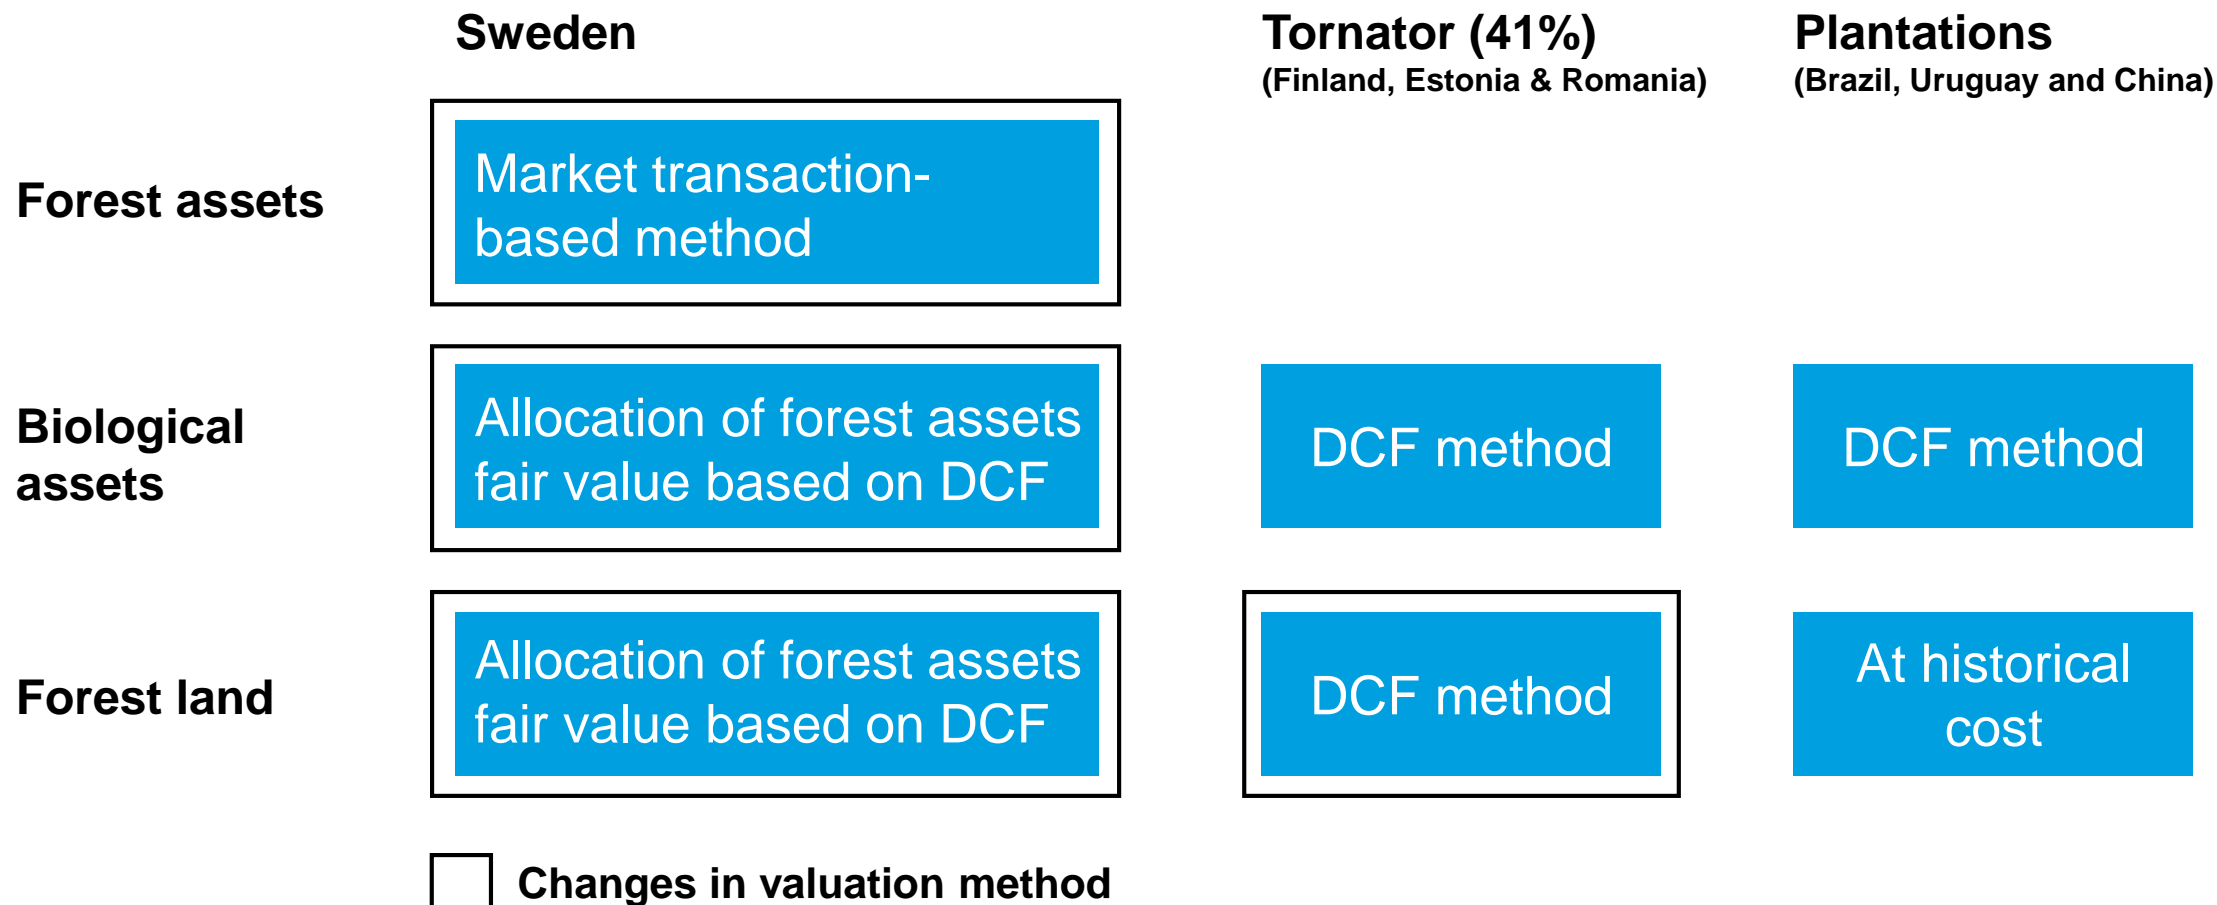 Sweden
Tornator (41%)
(Finland, Estonia & Romania)
Plantations
(Brazil, Uruguay and China)
Forest assets
Market transaction-
based method
Biological
assets
Allocation of forest assets
fair value based on DCF
DCF method
DCF method
Forest land
Allocation of forest assets
fair value based on DCF
DCF method
At historical
cost
Changes in valuation method